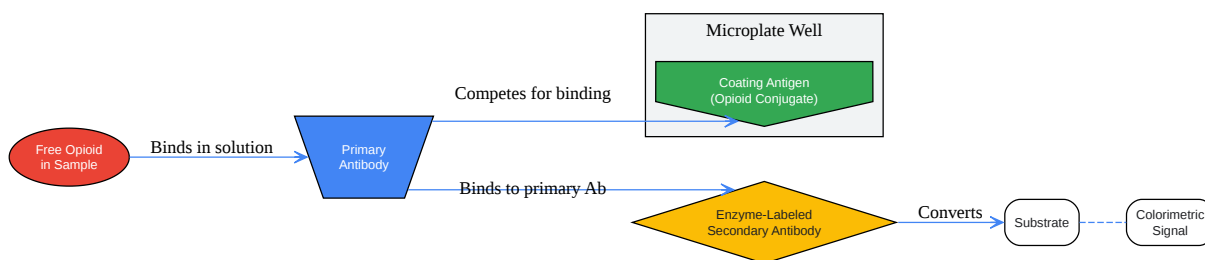 Microplate Well
Coating Antigen
(Opioid Conjugate)
Competes for binding
Free Opioid
in Sample
Binds in solution
Primary
Antibody
Binds to primary Ab
Enzyme-Labeled
Secondary Antibody
Converts
Substrate
Colorimetric
Signal